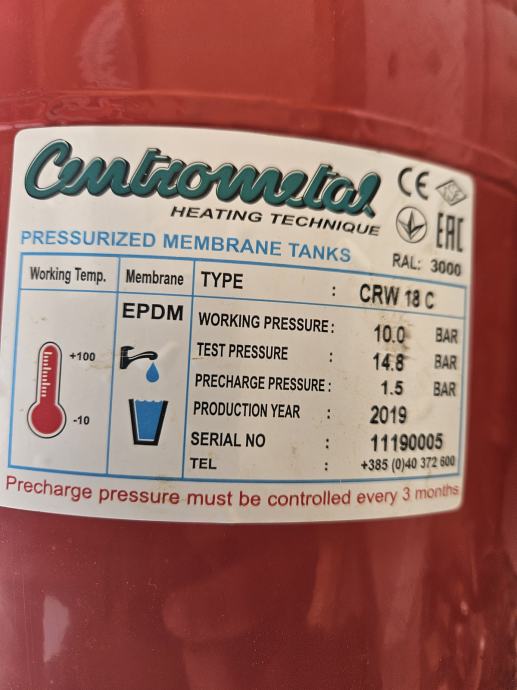 Centrometal
HEATING TECHNIQUE
CE
EAC
PRESSURIZED MEMBRANE TANKS
RAL: 3000
Working Temp.
+100
-10
Membrane
EPDM
TYPE : CRW 18 C
WORKING PRESSURE : 10.0 BAR
TEST PRESSURE : 14.8 BAR
PRECHARGE PRESSURE : 1.5 BAR
PRODUCTION YEAR : 2019
SERIAL NO : 11190005
TEL : +385 (0)40 372 600
Precharge pressure must be controlled every 3 months